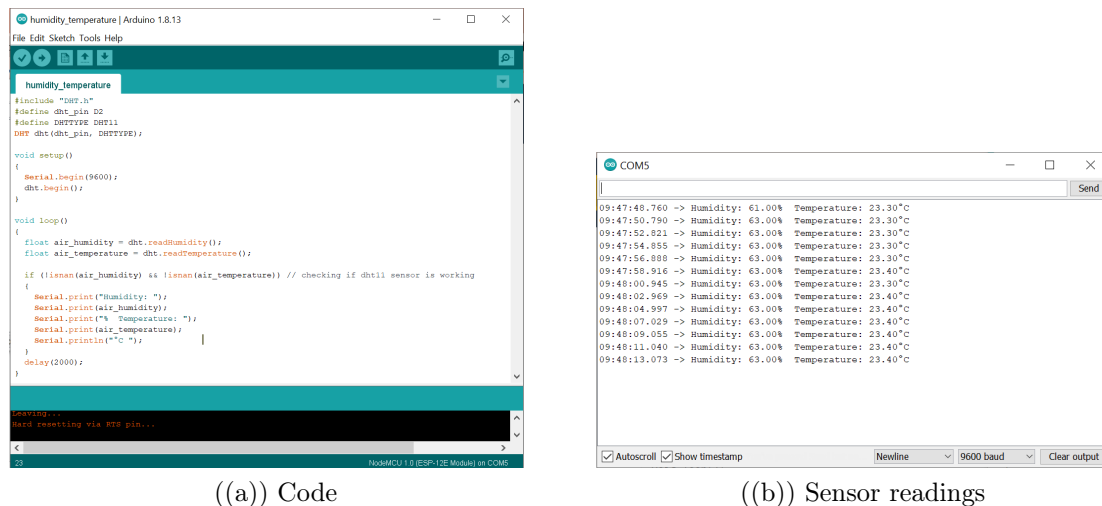 humidity_temperature | Arduino 1.8.13
File Edit Sketch Tools Help
humidity_temperature
#include "DHT.h"
#define dht_pin D2
#define DHTTYPE DHT11
DHT dht(dht_pin, DHTTYPE);
void setup()
{
Serial.begin(9600);
dht.begin();
}
void loop()
{
float air_humidity = dht.readHumidity();
float air_temperature = dht.readTemperature();
if (!isnan(air_humidity) && !isnan(air_temperature)) // checking if dht11 sensor is working
{
Serial.print("Humidity: ");
Serial.print(air_humidity);
Serial.print("%  Temperature: ");
Serial.print(air_temperature);
Serial.println("°C ");
}
delay(2000);
}
Leaving...
Hard resetting via RTS pin...
23 NodeMCU 1.0 (ESP-12E Module) on COM5
((a)) Code
COM5
Send
09:47:48.760 -> Humidity: 61.00%  Temperature: 23.30°C
09:47:50.790 -> Humidity: 63.00%  Temperature: 23.30°C
09:47:52.821 -> Humidity: 63.00%  Temperature: 23.30°C
09:47:54.855 -> Humidity: 63.00%  Temperature: 23.30°C
09:47:56.888 -> Humidity: 63.00%  Temperature: 23.30°C
09:47:58.916 -> Humidity: 63.00%  Temperature: 23.40°C
09:48:00.945 -> Humidity: 63.00%  Temperature: 23.30°C
09:48:02.969 -> Humidity: 63.00%  Temperature: 23.40°C
09:48:04.997 -> Humidity: 63.00%  Temperature: 23.40°C
09:48:07.029 -> Humidity: 63.00%  Temperature: 23.40°C
09:48:09.055 -> Humidity: 63.00%  Temperature: 23.40°C
09:48:11.040 -> Humidity: 63.00%  Temperature: 23.40°C
09:48:13.073 -> Humidity: 63.00%  Temperature: 23.40°C
Autoscroll Show timestamp Newline 9600 baud Clear output
((b)) Sensor readings